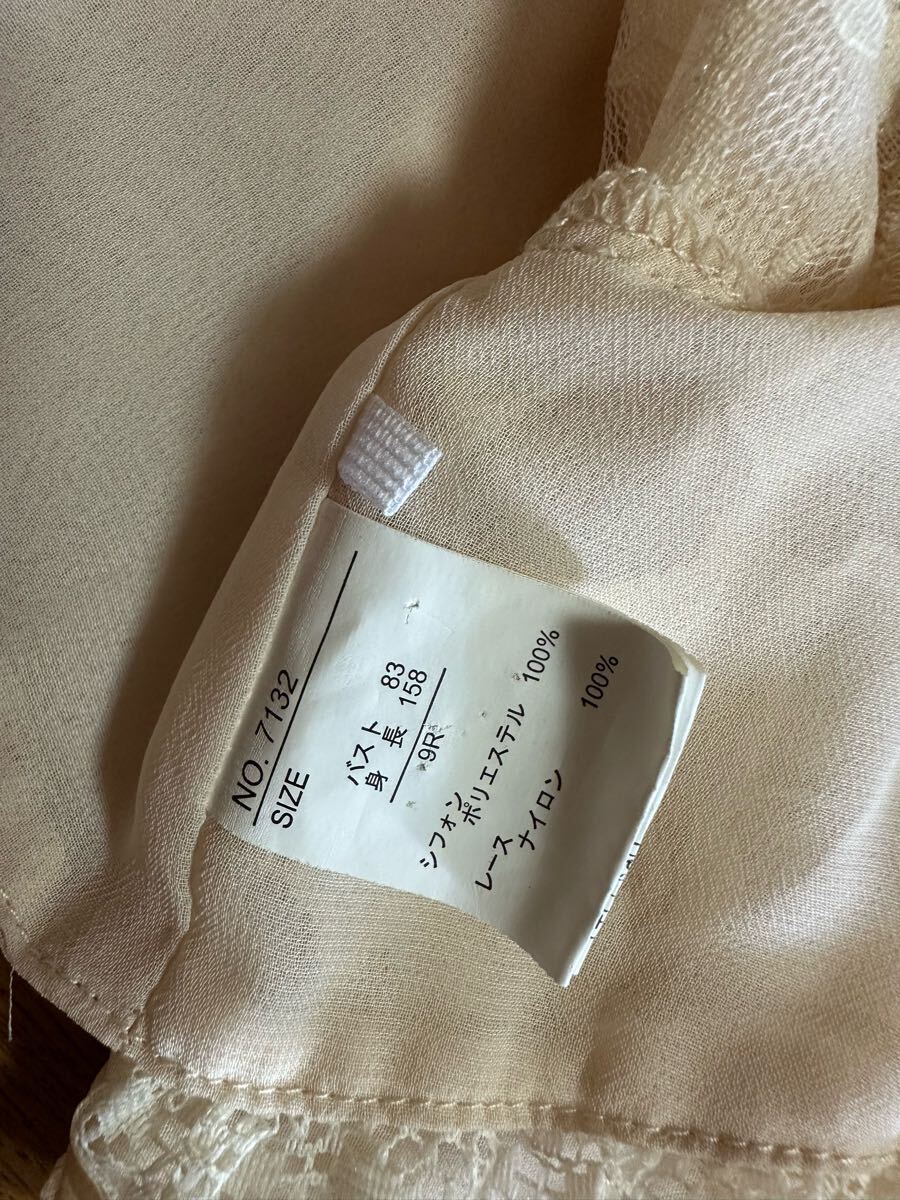 NO. 7132
SIZE
バスト 83
身 長 158
9R
シフォン
ポリエステル 100%
レース
ナイロン 100%